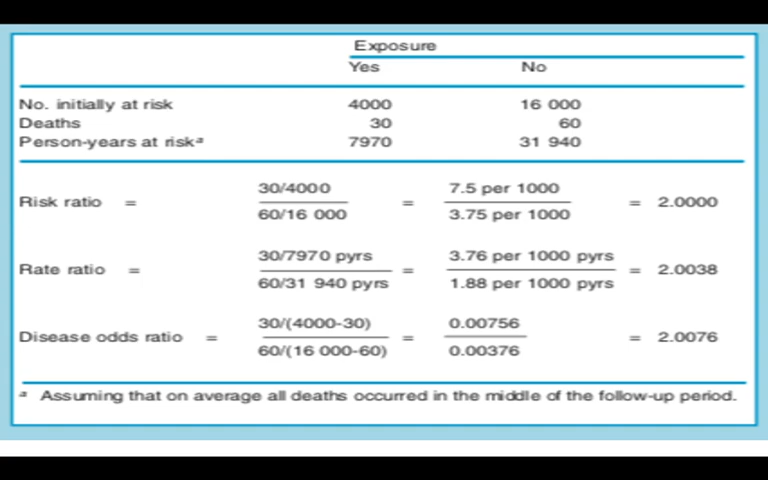 Exposure
Yes No
No. initially at risk 4000 16 000
Deaths 30 60
Person-years at riskᵃ 7970 31 940
Risk ratio = 30/4000 / 60/16 000 = 7.5 per 1000 / 3.75 per 1000 = 2.0000
Rate ratio = 30/7970 pyrs / 60/31 940 pyrs = 3.76 per 1000 pyrs / 1.88 per 1000 pyrs = 2.0038
Disease odds ratio = 30/(4000-30) / 60/(16 000-60) = 0.00756 / 0.00376 = 2.0076
ᵃ Assuming that on average all deaths occurred in the middle of the follow-up period.